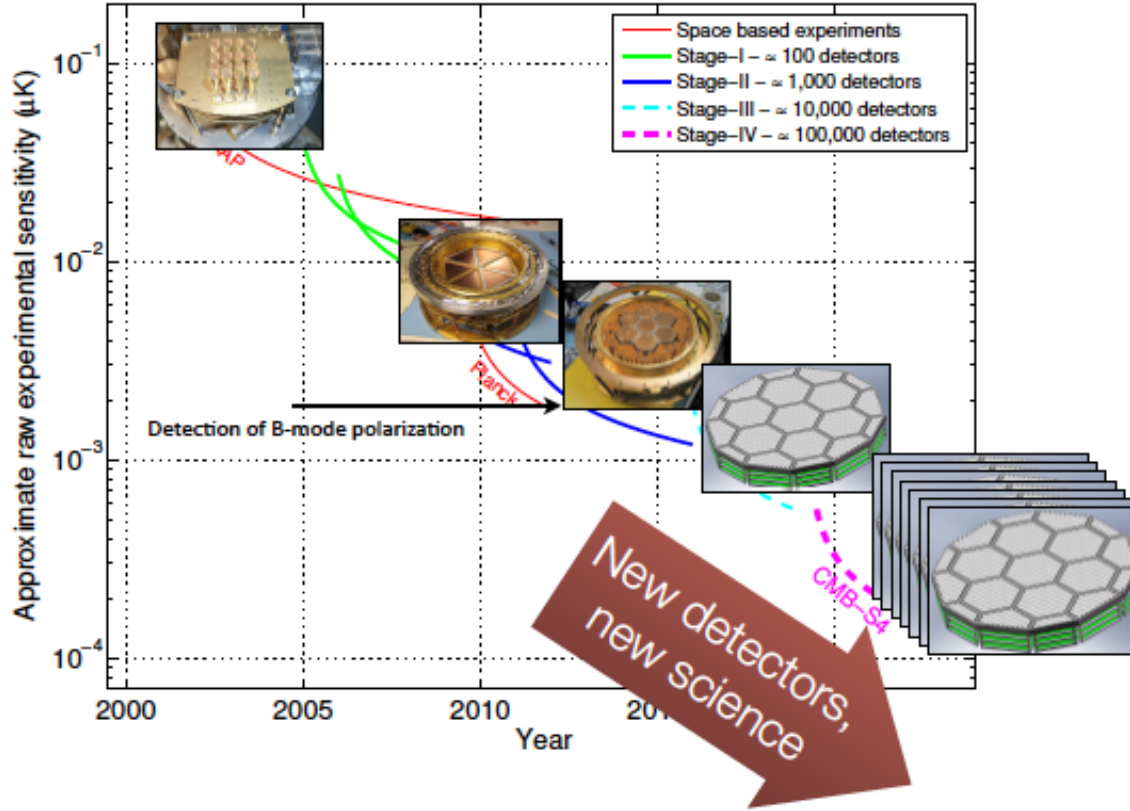 Approximate raw experimental sensitivity (μK)
10⁻¹
10⁻²
10⁻³
10⁻⁴
Space based experiments
Stage−I − ≃ 100 detectors
Stage−II − ≃ 1,000 detectors
Stage−III − ≃ 10,000 detectors
Stage−IV − ≃ 100,000 detectors
AP
Planck
Detection of B-mode polarization
CMB−S4
New detectors,
new science
2000
2005
2010
Year